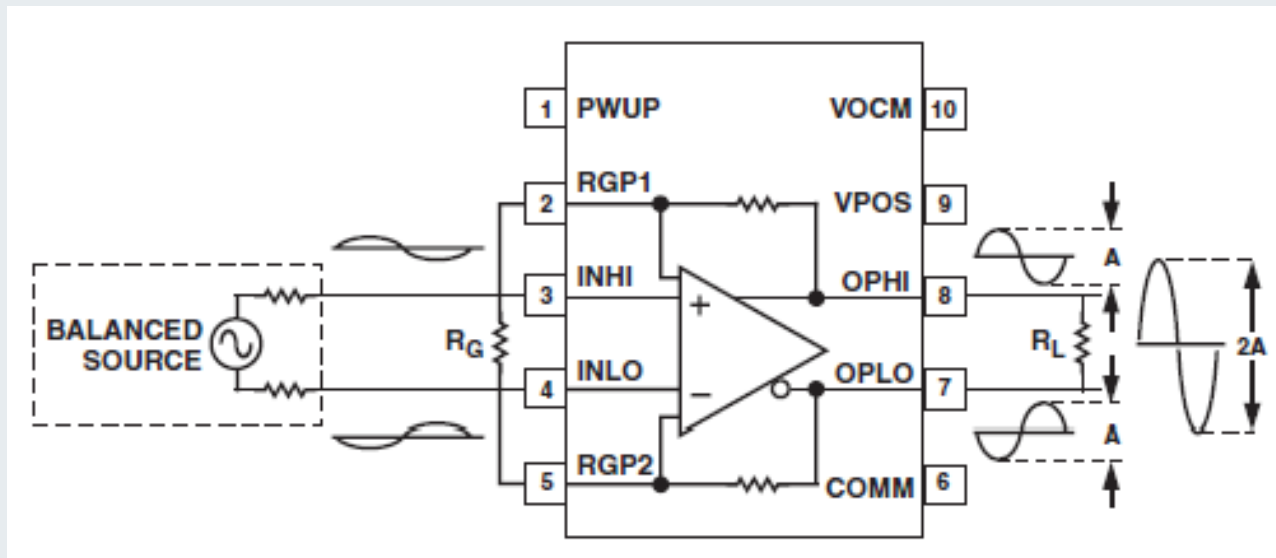 1 PWUP VOCM 10
RGP1
2 VPOS 9
A
INHI OPHI
3 + 8
BALANCED
SOURCE
RG RL 2A
INLO OPLO
4 − 7
A
RGP2 COMM 6
5